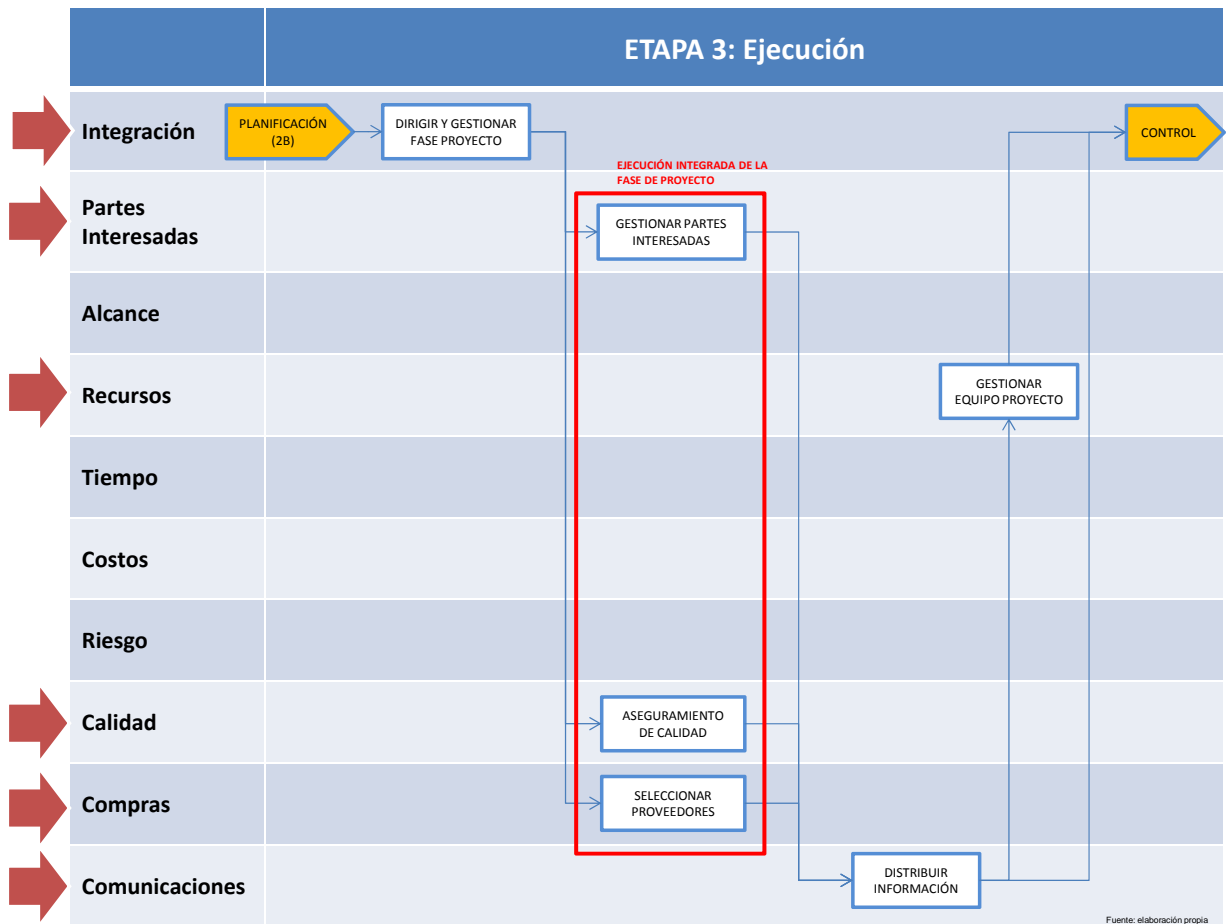 ETAPA 3: Ejecución
Integración
PLANIFICACIÓN
(2B)
DIRIGIR Y GESTIONAR
FASE PROYECTO
CONTROL
EJECUCIÓN INTEGRADA DE LA
FASE DE PROYECTO
Partes
Interesadas
GESTIONAR PARTES
INTERESADAS
Alcance
Recursos
GESTIONAR
EQUIPO PROYECTO
Tiempo
Costos
Riesgo
Calidad
ASEGURAMIENTO
DE CALIDAD
Compras
SELECCIONAR
PROVEEDORES
Comunicaciones
DISTRIBUIR
INFORMACIÓN
Fuente: elaboración propia